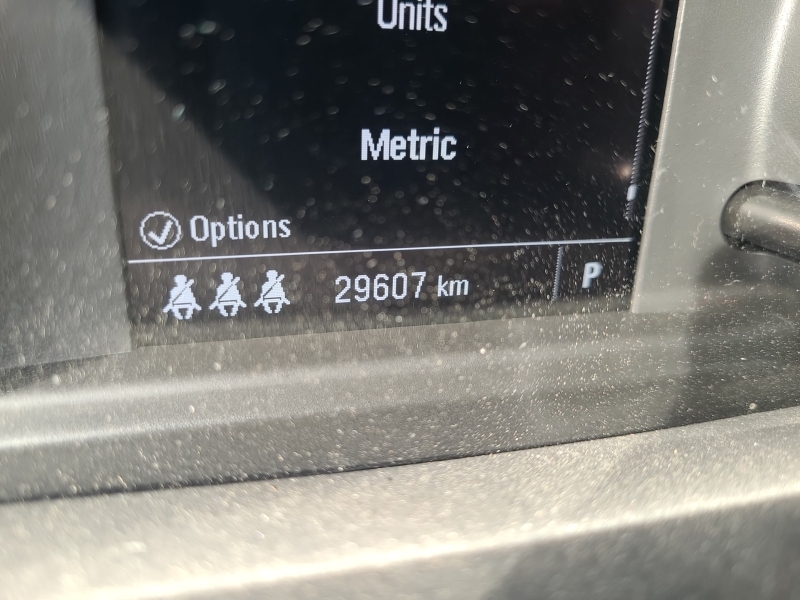 Units
Metric
Options
29607 km
P